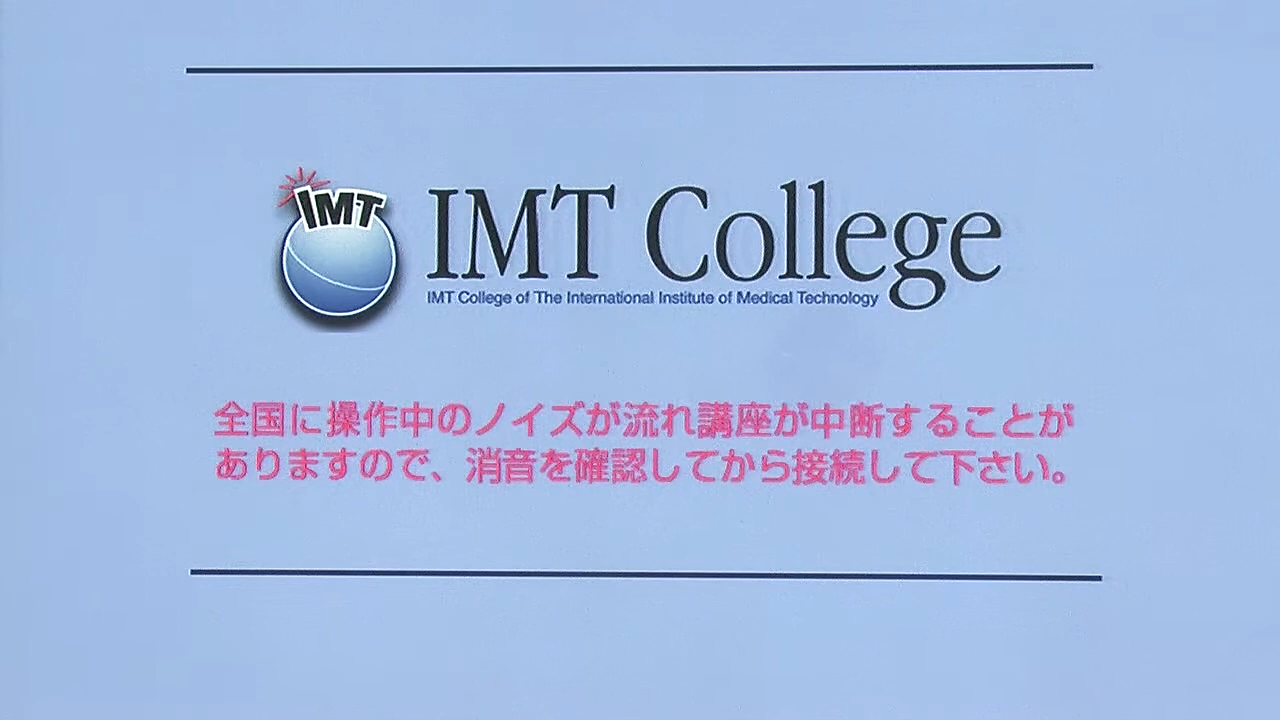 IMT
IMT College
IMT College of The International Institute of Medical Technology
全国に操作中のノイズが流れ講座が中断することが
ありますので、消音を確認してから接続して下さい。